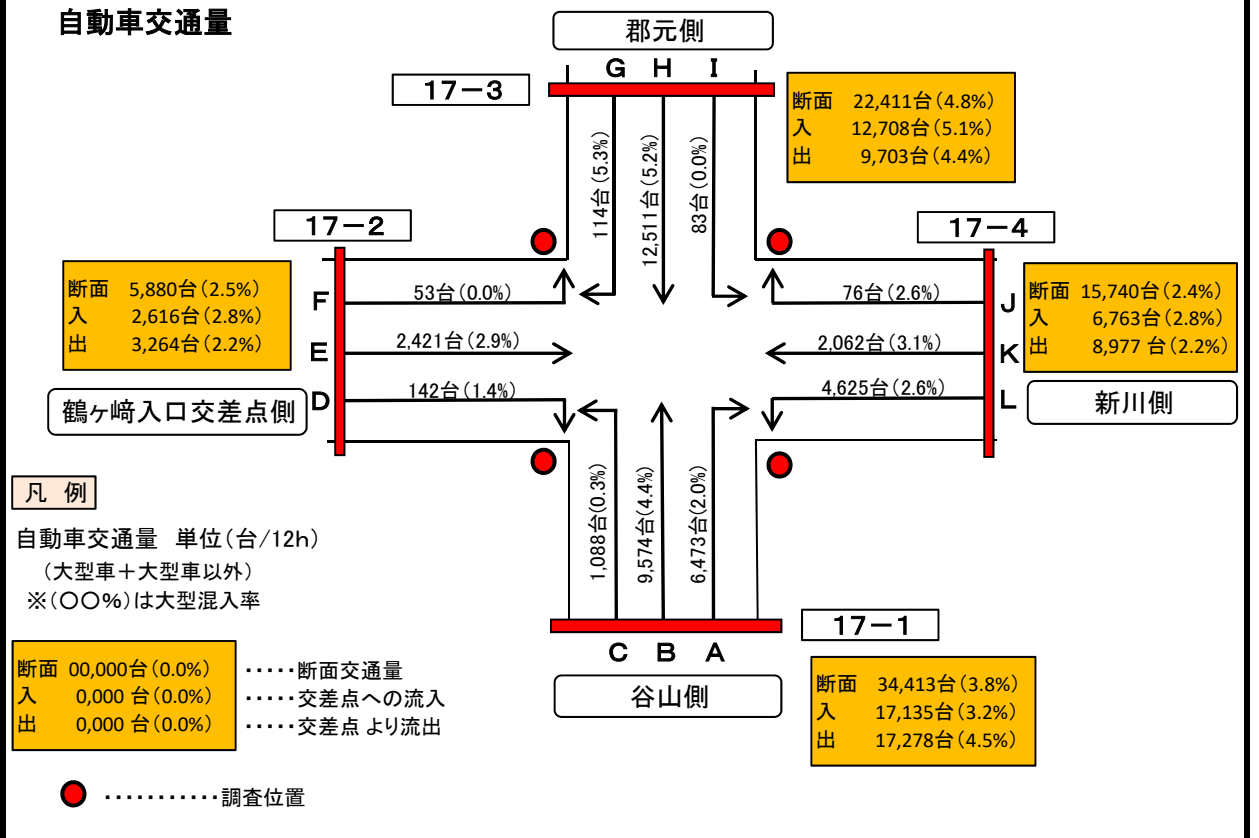 自動車交通量
郡元側
17－3
G H I
断面 22,411台(4.8%)
入 12,708台(5.1%)
出 9,703台(4.4%)
114台(5.3%)
12,511台(5.2%)
83台(0.0%)
17－2
17－4
断面 5,880台(2.5%)
入 2,616台(2.8%)
出 3,264台(2.2%)
F
53台(0.0%)
E
2,421台(2.9%)
D
142台(1.4%)
鶴ヶ﨑入口交差点側
76台(2.6%)
J
2,062台(3.1%)
K
4,625台(2.6%)
L
断面 15,740台(2.4%)
入 6,763台(2.8%)
出 8,977 台(2.2%)
新川側
1,088台(0.3%)
9,574台(4.4%)
6,473台(2.0%)
凡 例
自動車交通量 単位(台/12h)
(大型車＋大型車以外)
※(〇〇%)は大型混入率
17－1
C B A
谷山側
断面 34,413台(3.8%)
入 17,135台(3.2%)
出 17,278台(4.5%)
断面 00,000台(0.0%) ・・・・・断面交通量
入 0,000 台(0.0%) ・・・・・交差点への流入
出 0,000 台(0.0%) ・・・・・交差点 より流出
・・・・・・・・・・・調査位置